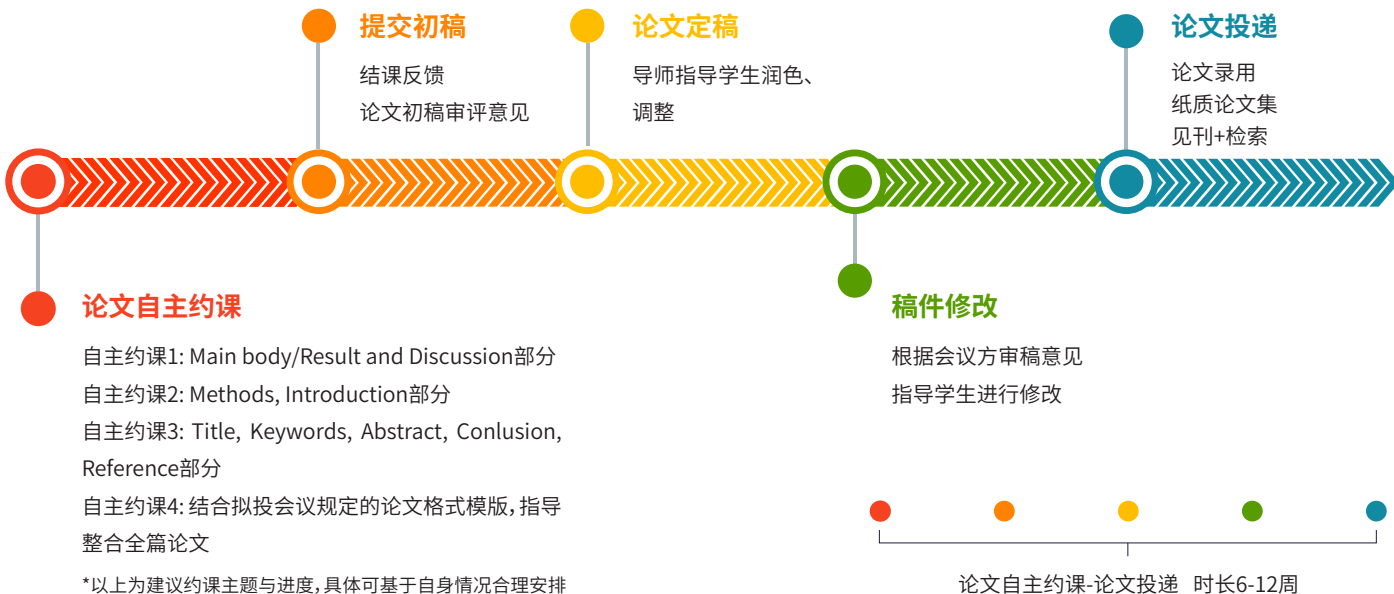 提交初稿
结课反馈
论文初稿审评意见
论文定稿
导师指导学生润色、
调整
论文投递
论文录用
纸质论文集
见刊+检索
论文自主约课
自主约课1: Main body/Result and Discussion部分
自主约课2: Methods, Introduction部分
自主约课3: Title, Keywords, Abstract, Conlusion,
Reference部分
自主约课4: 结合拟投会议规定的论文格式模版,指导
整合全篇论文
*以上为建议约课主题与进度,具体可基于自身情况合理安排
稿件修改
根据会议方审稿意见
指导学生进行修改
论文自主约课-论文投递 时长6-12周